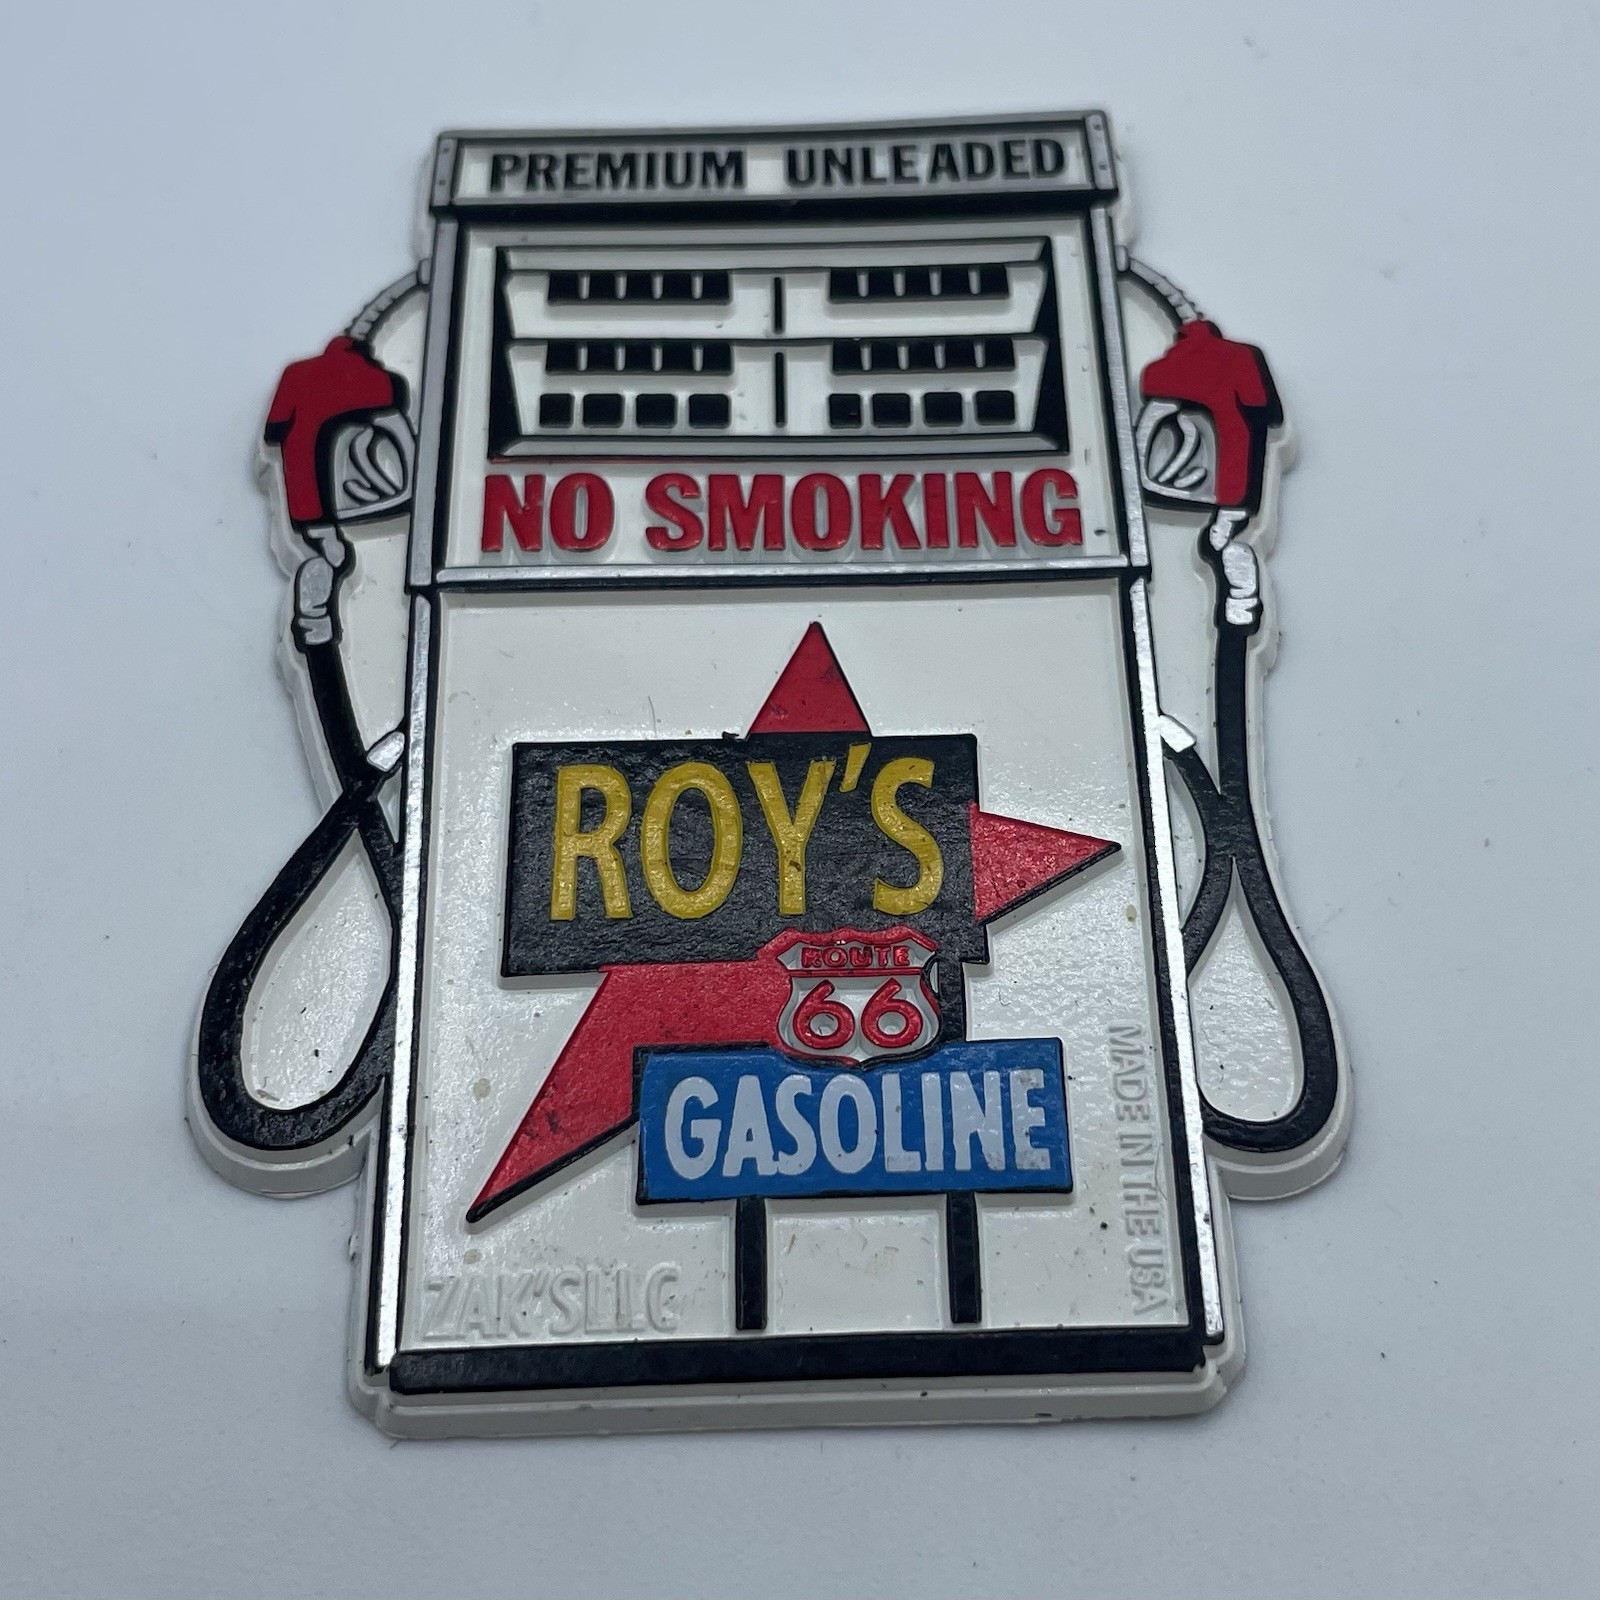 PREMIUM UNLEADED
NO SMOKING
ROY'S
ROUTE
66
GASOLINE
MADE IN THE USA
ZAK'S LLC